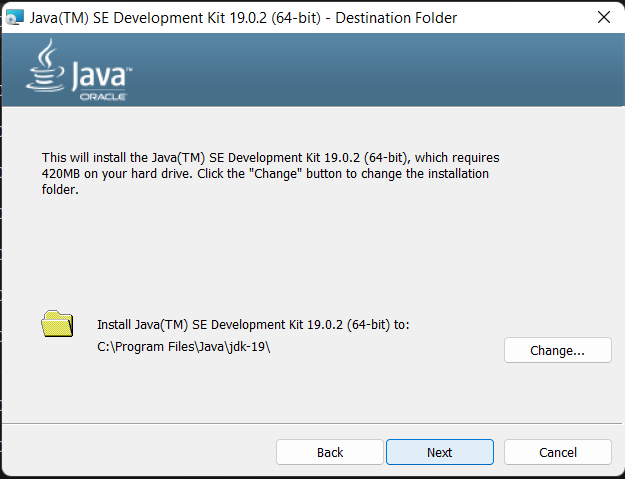 Java(TM) SE Development Kit 19.0.2 (64-bit) - Destination Folder
Java™
ORACLE
This will install the Java(TM) SE Development Kit 19.0.2 (64-bit), which requires
420MB on your hard drive. Click the "Change" button to change the installation
folder.
Install Java(TM) SE Development Kit 19.0.2 (64-bit) to:
C:\Program Files\Java\jdk-19\
Change...
Back
Next
Cancel